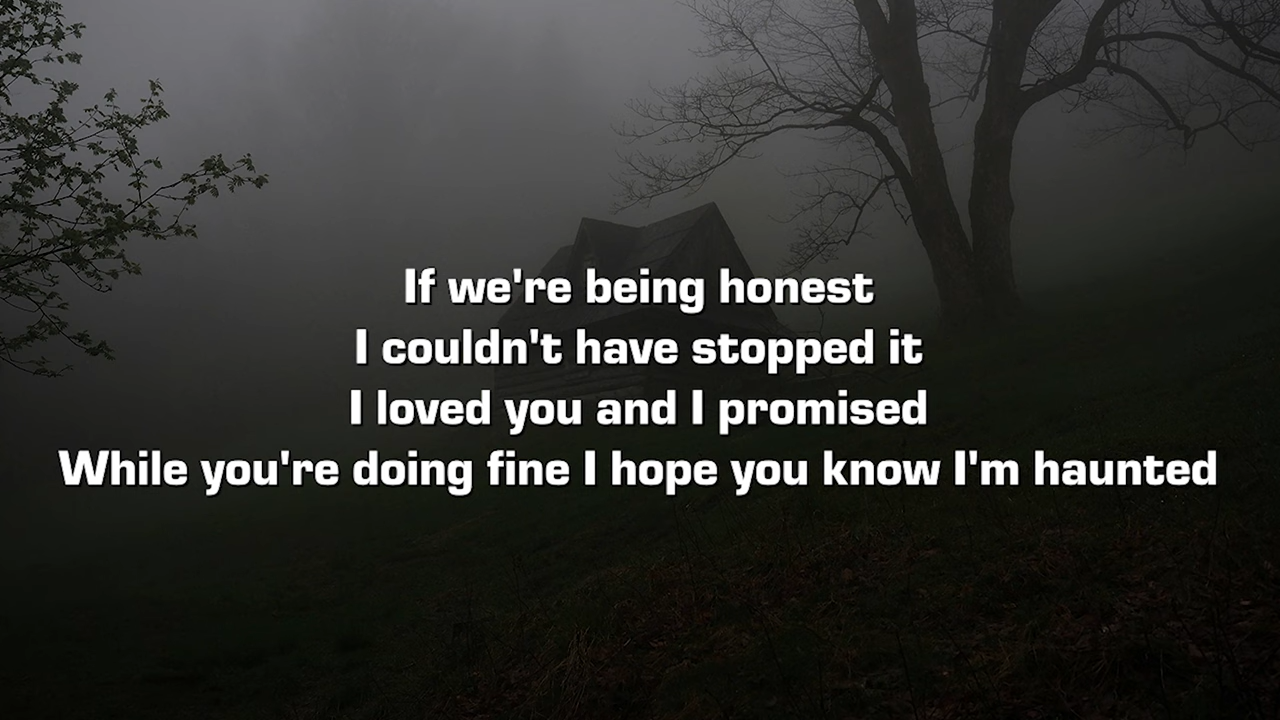 If we're being honest
I couldn't have stopped it
I loved you and I promised
While you're doing fine I hope you know I'm haunted